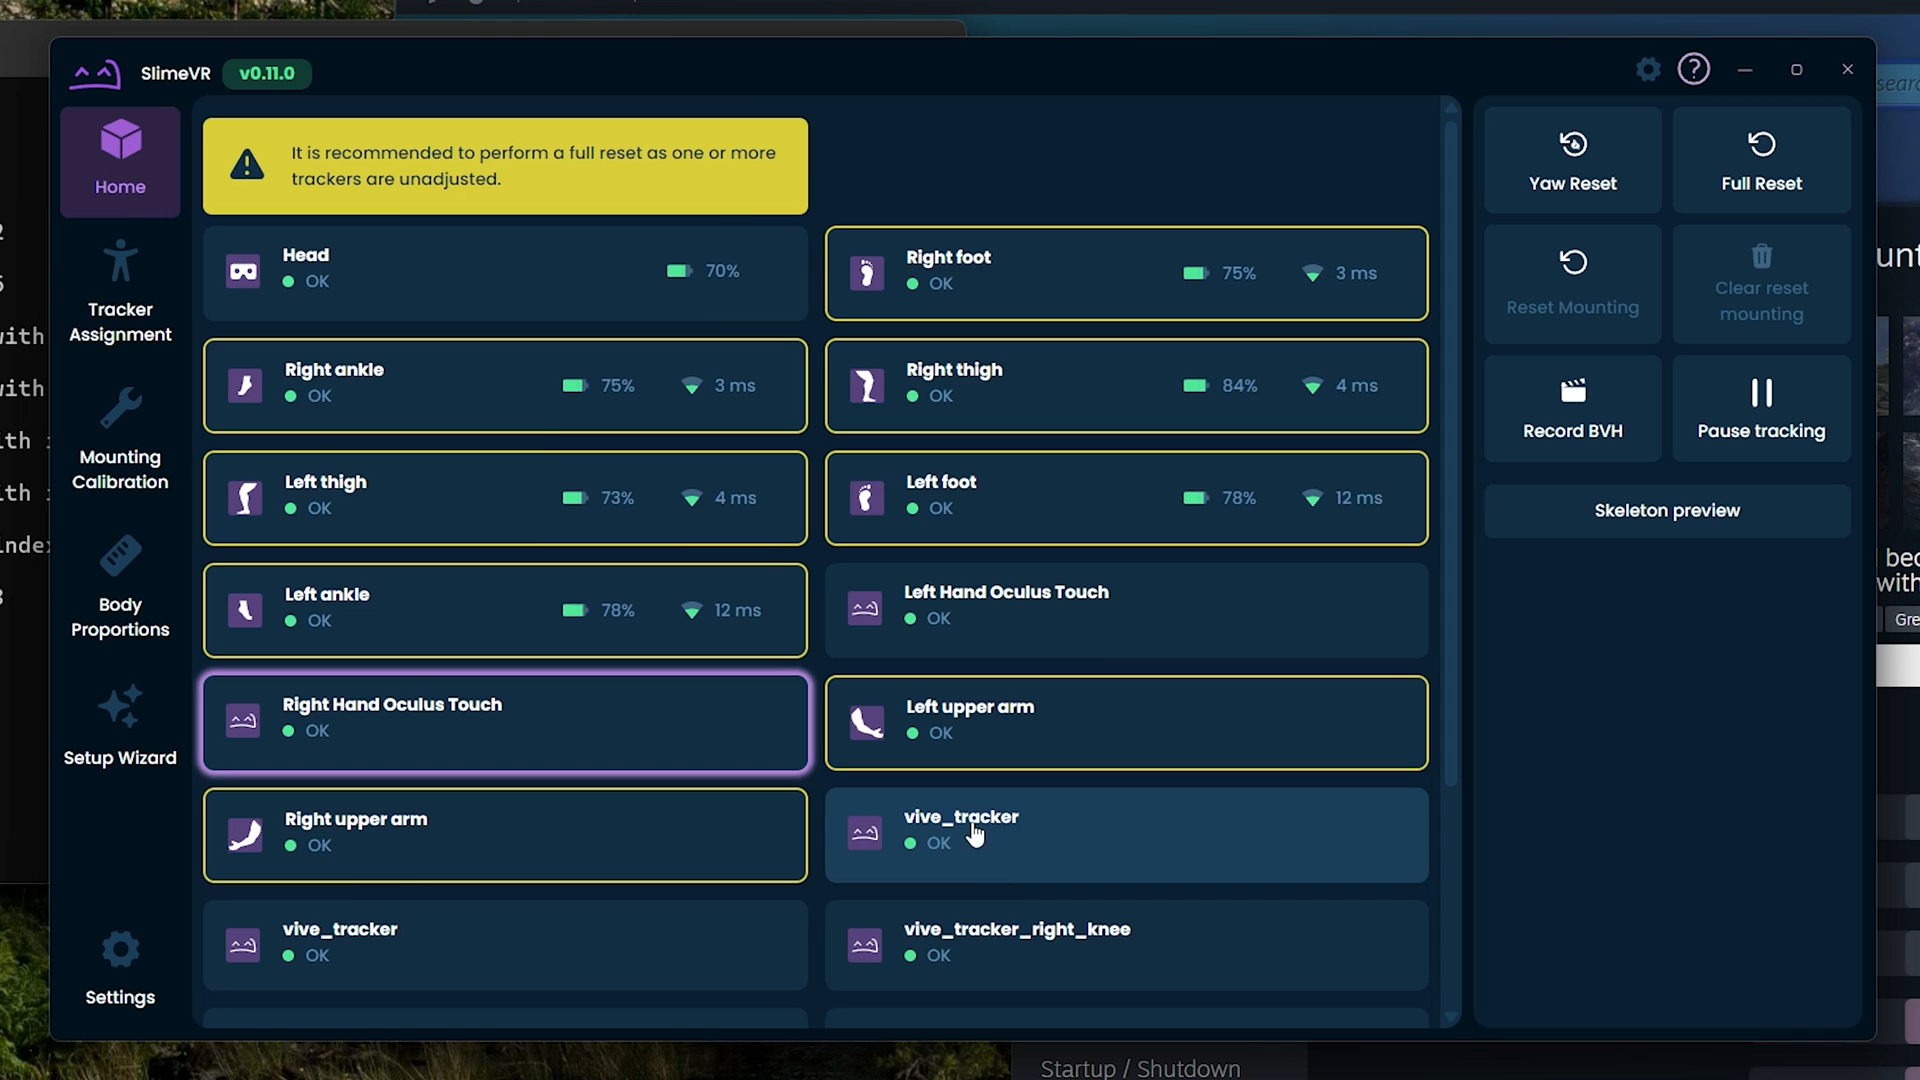 SlimeVR
v0.11.0
Home
Tracker
Assignment
Mounting
Calibration
Body
Proportions
Setup Wizard
Settings
It is recommended to perform a full reset as one or more
trackers are unadjusted.
Head
OK
70%
Right foot
OK
75%
3 ms
Right ankle
OK
75%
3 ms
Right thigh
OK
84%
4 ms
Left thigh
OK
73%
4 ms
Left foot
OK
78%
12 ms
Left ankle
OK
78%
12 ms
Left Hand Oculus Touch
OK
Right Hand Oculus Touch
OK
Left upper arm
OK
Right upper arm
OK
vive_tracker
OK
vive_tracker
OK
vive_tracker_right_knee
OK
Yaw Reset
Full Reset
Reset Mounting
Clear reset
mounting
Record BVH
Pause tracking
Skeleton preview
with
Gre
Startup / Shutdown